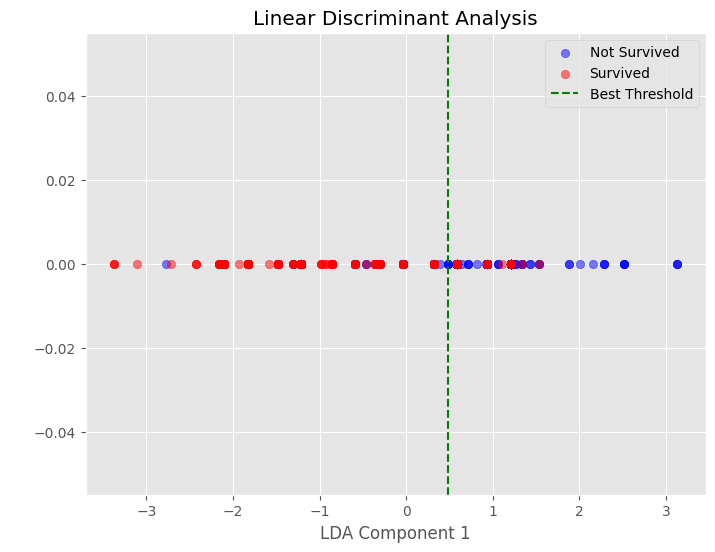 Linear Discriminant Analysis
Not Survived
Survived
Best Threshold
0.04
0.02
0.00
−0.02
−0.04
−3
−2
−1
0
1
2
3
LDA Component 1